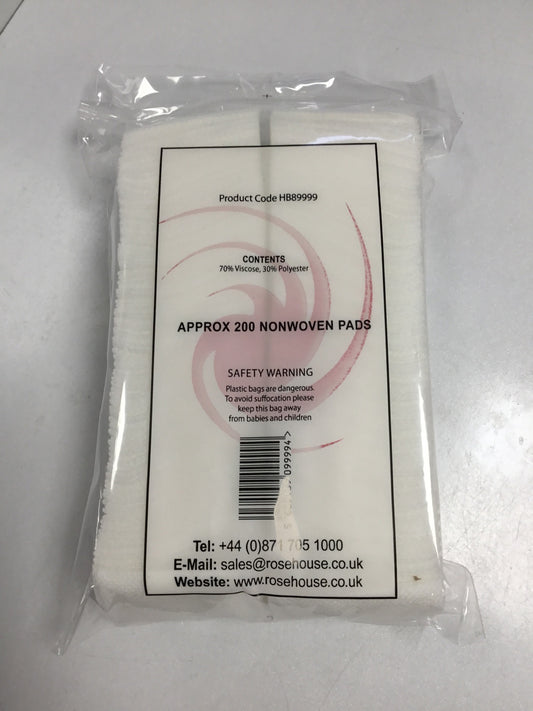 Product Code HB89999
CONTENTS
70% Viscose, 30% Polyester
APPROX 200 NONWOVEN PADS
SAFETY WARNING
Plastic bags are dangerous.
To avoid suffocation please
keep this bag away
from babies and children
099994>
Tel: +44 (0)871 705 1000
E-Mail: sales@rosehouse.co.uk
Website: www.rosehouse.co.uk